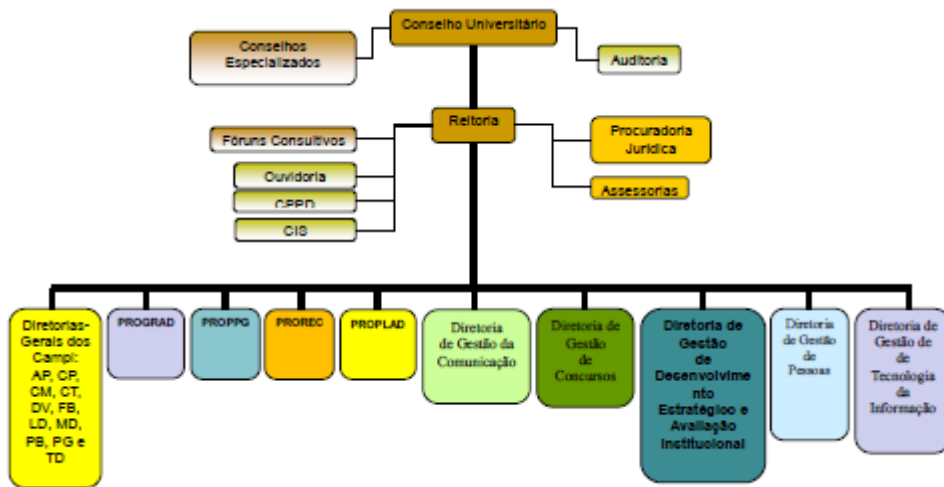 Conselho Universitário
Conselhos
Especializados
Auditoria
Reitoria
Fóruns Consultivos
Procuradoria
Jurídica
Ouvidoria
CPPD
Assessorias
CIS
Diretorias-
Gerais dos
Campi:
AP, CP,
CM, CT,
DV, FB,
LD, MD,
PB, PG e
TD
PROGRAD
PROPPG
PROREC
PROPLAD
Diretoria
de Gestão da
Comunicação
Diretoria de
Gestão
de
Concursos
Diretoria de
Gestão
de
Desenvolvime
nto
Estratégico e
Avaliação
Institucional
Diretoria
de Gestão
de
Pessoas
Diretoria
de Gestão
de
Tecnologia
da
Informação